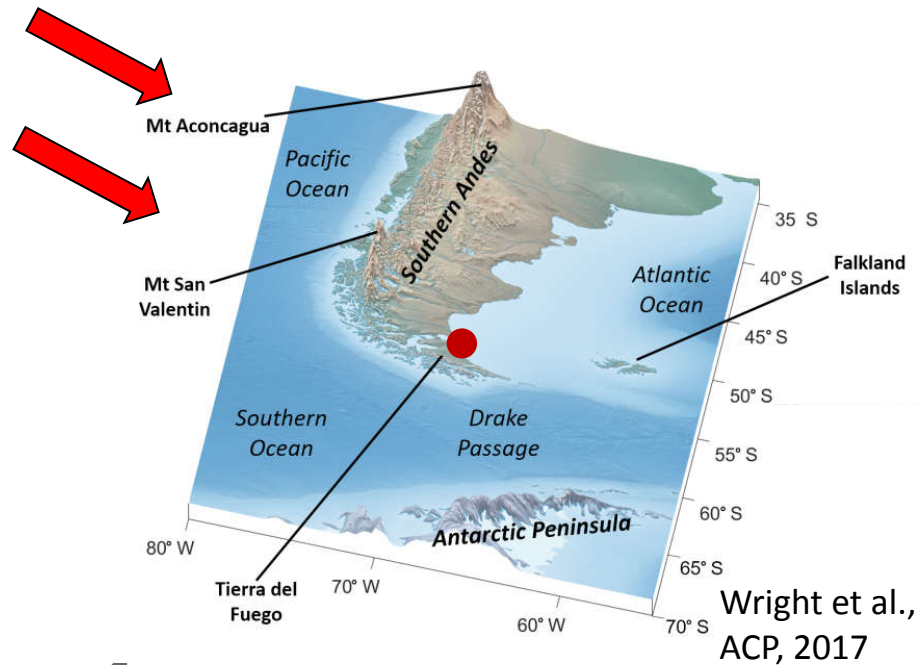 Mt Aconcagua
Pacific
Ocean
Southern Andes
35 S
40° S
Mt San
Valentin
Atlantic
Ocean
Falkland
Islands
45° S
50° S
Southern
Ocean
Drake
Passage
55° S
60° S
Antarctic Peninsula
80° W
65° S
Tierra del
Fuego
70° W
60° W
70° S
Wright et al.,
ACP, 2017